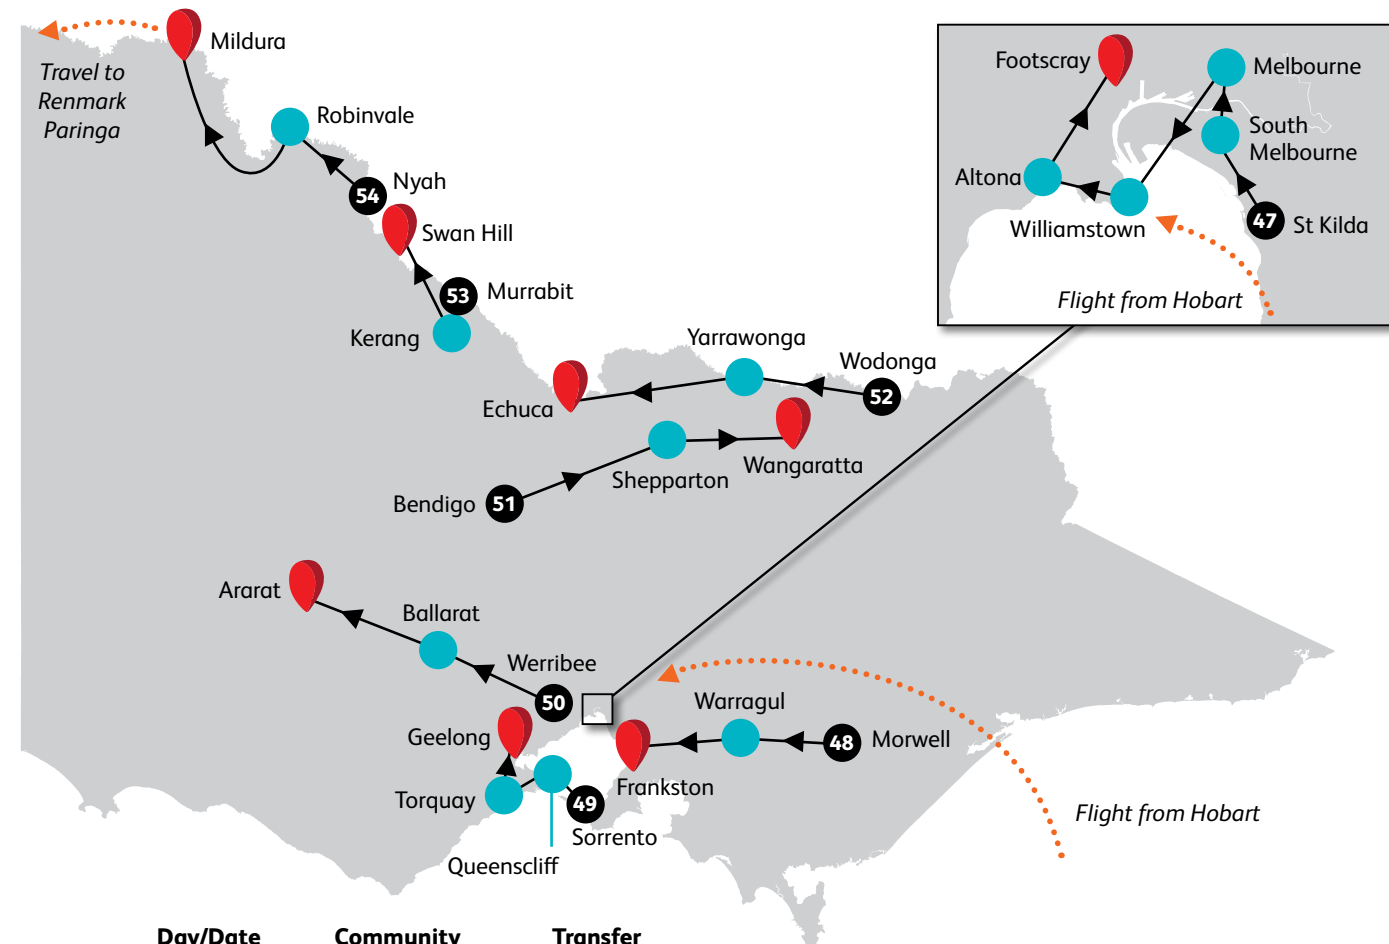 Mildura
Travel to
Renmark
Paringa
Robinvale
Nyah
54
Swan Hill
53
Murrabit
Kerang
Yarrawonga
Wodonga
52
Echuca
Shepparton
Wangaratta
Bendigo
51
Footscray
Melbourne
South
Melbourne
Altona
Williamstown
47
St Kilda
Flight from Hobart
Ararat
Ballarat
Werribee
50
Geelong
Warragul
48
Morwell
Frankston
Torquay
49
Sorrento
Queenscliff
Flight from Hobart
Day/Date Community Transfer